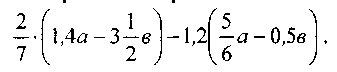 2/7 · (1,4а − 3 1/2 в) − 1,2(5/6 а − 0,5в).